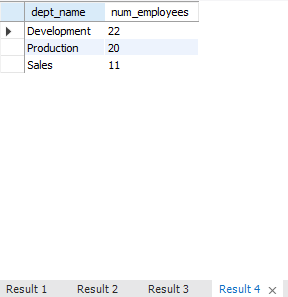 dept_name num_employees
Development 22
Production 20
Sales 11
Result 1 Result 2 Result 3 Result 4 ×